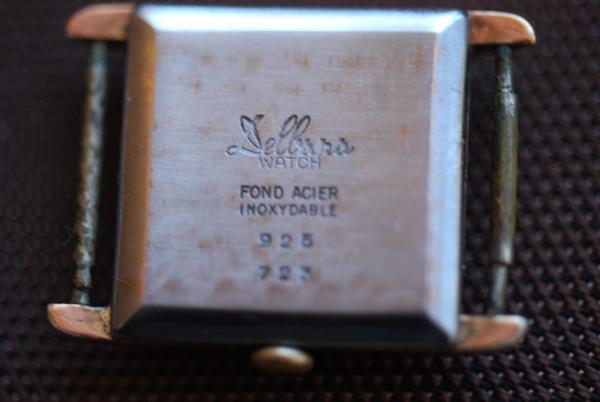 Delbana
WATCH
FOND ACIER
INOXYDABLE
925
723